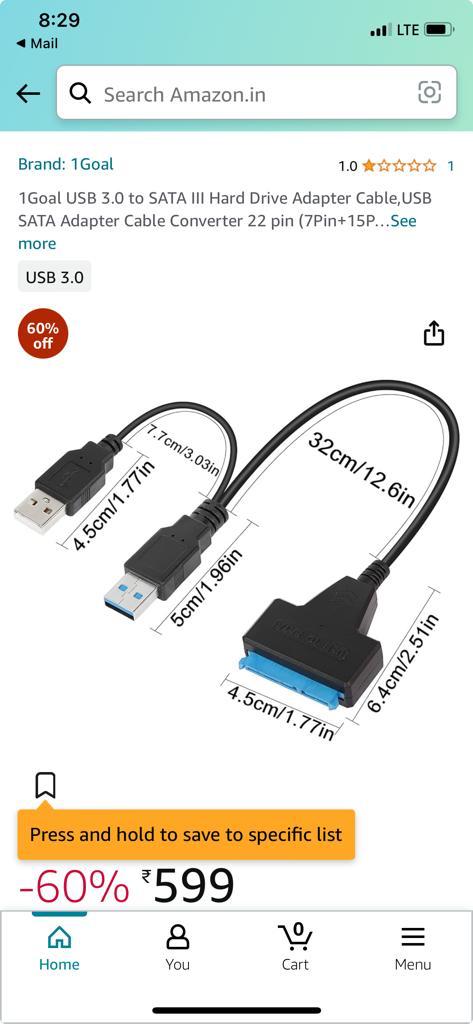 8:29
LTE
◀ Mail
Search Amazon.in
Brand: 1Goal
1.0
1
1Goal USB 3.0 to SATA III Hard Drive Adapter Cable,USB
SATA Adapter Cable Converter 22 pin (7Pin+15P...See
more
USB 3.0
60%
off
7.7cm/3.03in
32cm/12.6in
4.5cm/1.77in
5cm/1.96in
6.4cm/2.51in
4.5cm/1.77in
Press and hold to save to specific list
-60% ₹599
0
Home
You
Cart
Menu